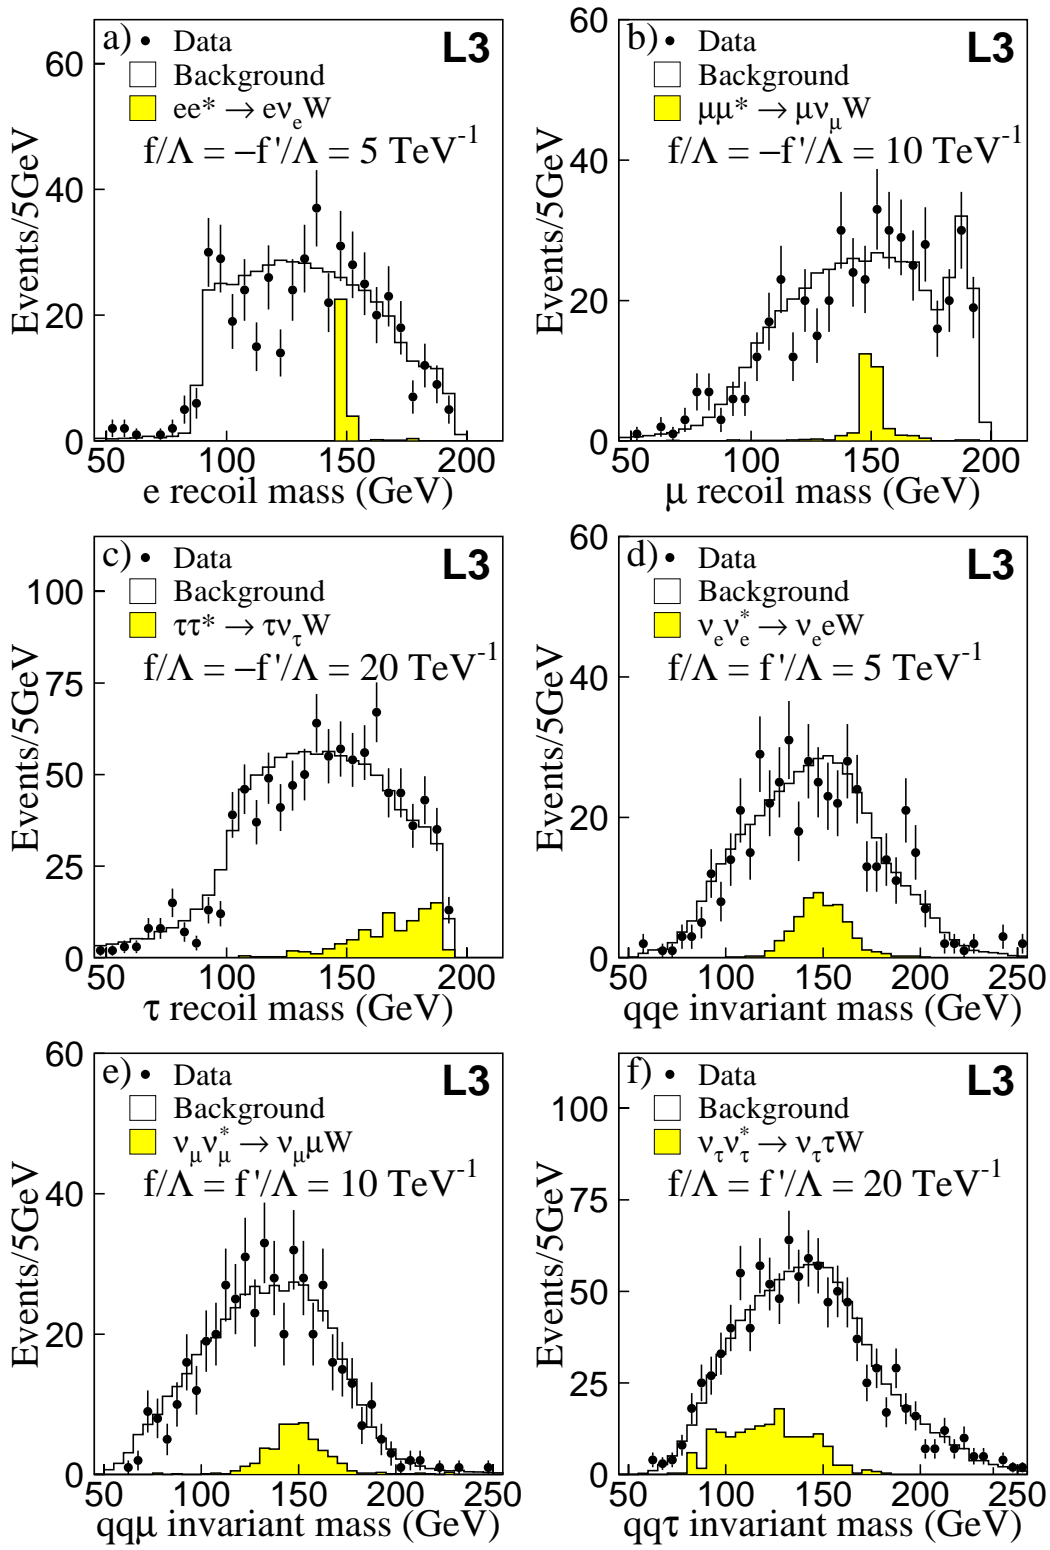 a) • Data L3
Background
ee* → eν_eW
f/Λ = −f'/Λ = 5 TeV⁻¹
Events/5GeV
60
40
20
0
50 100 150 200
e recoil mass (GeV)
b) • Data L3
Background
μμ* → μν_μW
f/Λ = −f'/Λ = 10 TeV⁻¹
Events/5GeV
60
40
20
0
50 100 150 200
μ recoil mass (GeV)
c) • Data L3
Background
ττ* → τν_τW
f/Λ = −f'/Λ = 20 TeV⁻¹
Events/5GeV
100
75
50
25
0
50 100 150 200
τ recoil mass (GeV)
d) • Data L3
Background
ν_eν_e* → ν_eeW
f/Λ = f'/Λ = 5 TeV⁻¹
Events/5GeV
60
40
20
0
50 100 150 200 250
qqe invariant mass (GeV)
e) • Data L3
Background
ν_μν_μ* → ν_μμW
f/Λ = f'/Λ = 10 TeV⁻¹
Events/5GeV
60
40
20
0
50 100 150 200 250
qqμ invariant mass (GeV)
f) • Data L3
Background
ν_τν_τ* → ν_ττW
f/Λ = f'/Λ = 20 TeV⁻¹
Events/5GeV
100
75
50
25
0
50 100 150 200 250
qqτ invariant mass (GeV)